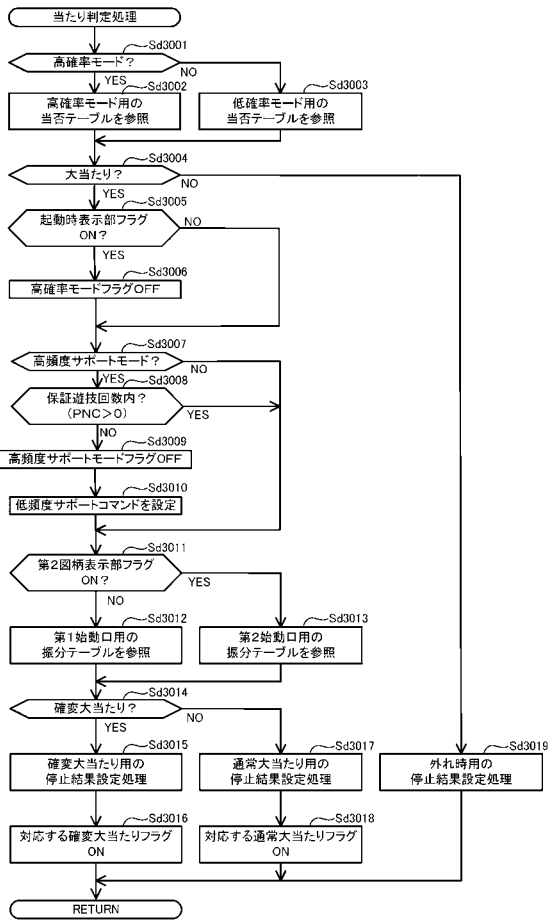 当たり判定処理
Sd3001
高確率モード?
YES
NO
Sd3002
高確率モード用の
当否テーブルを参照
Sd3003
低確率モード用の
当否テーブルを参照
Sd3004
大当たり?
YES
NO
Sd3005
起動時表示部フラグ
ON?
YES
NO
Sd3006
高確率モードフラグOFF
Sd3007
高頻度サポートモード?
YES
NO
Sd3008
保証遊技回数内?
(PNC>0)
NO
YES
Sd3009
高頻度サポートモードフラグOFF
Sd3010
低頻度サポートコマンドを設定
Sd3011
第2図柄表示部フラグ
ON?
NO
YES
Sd3012
第1始動口用の
振分テーブルを参照
Sd3013
第2始動口用の
振分テーブルを参照
Sd3014
確変大当たり?
YES
NO
Sd3015
確変大当たり用の
停止結果設定処理
Sd3017
通常大当たり用の
停止結果設定処理
Sd3019
外れ時用の
停止結果設定処理
Sd3016
対応する確変大当たりフラグ
ON
Sd3018
対応する通常大当たりフラグ
ON
RETURN